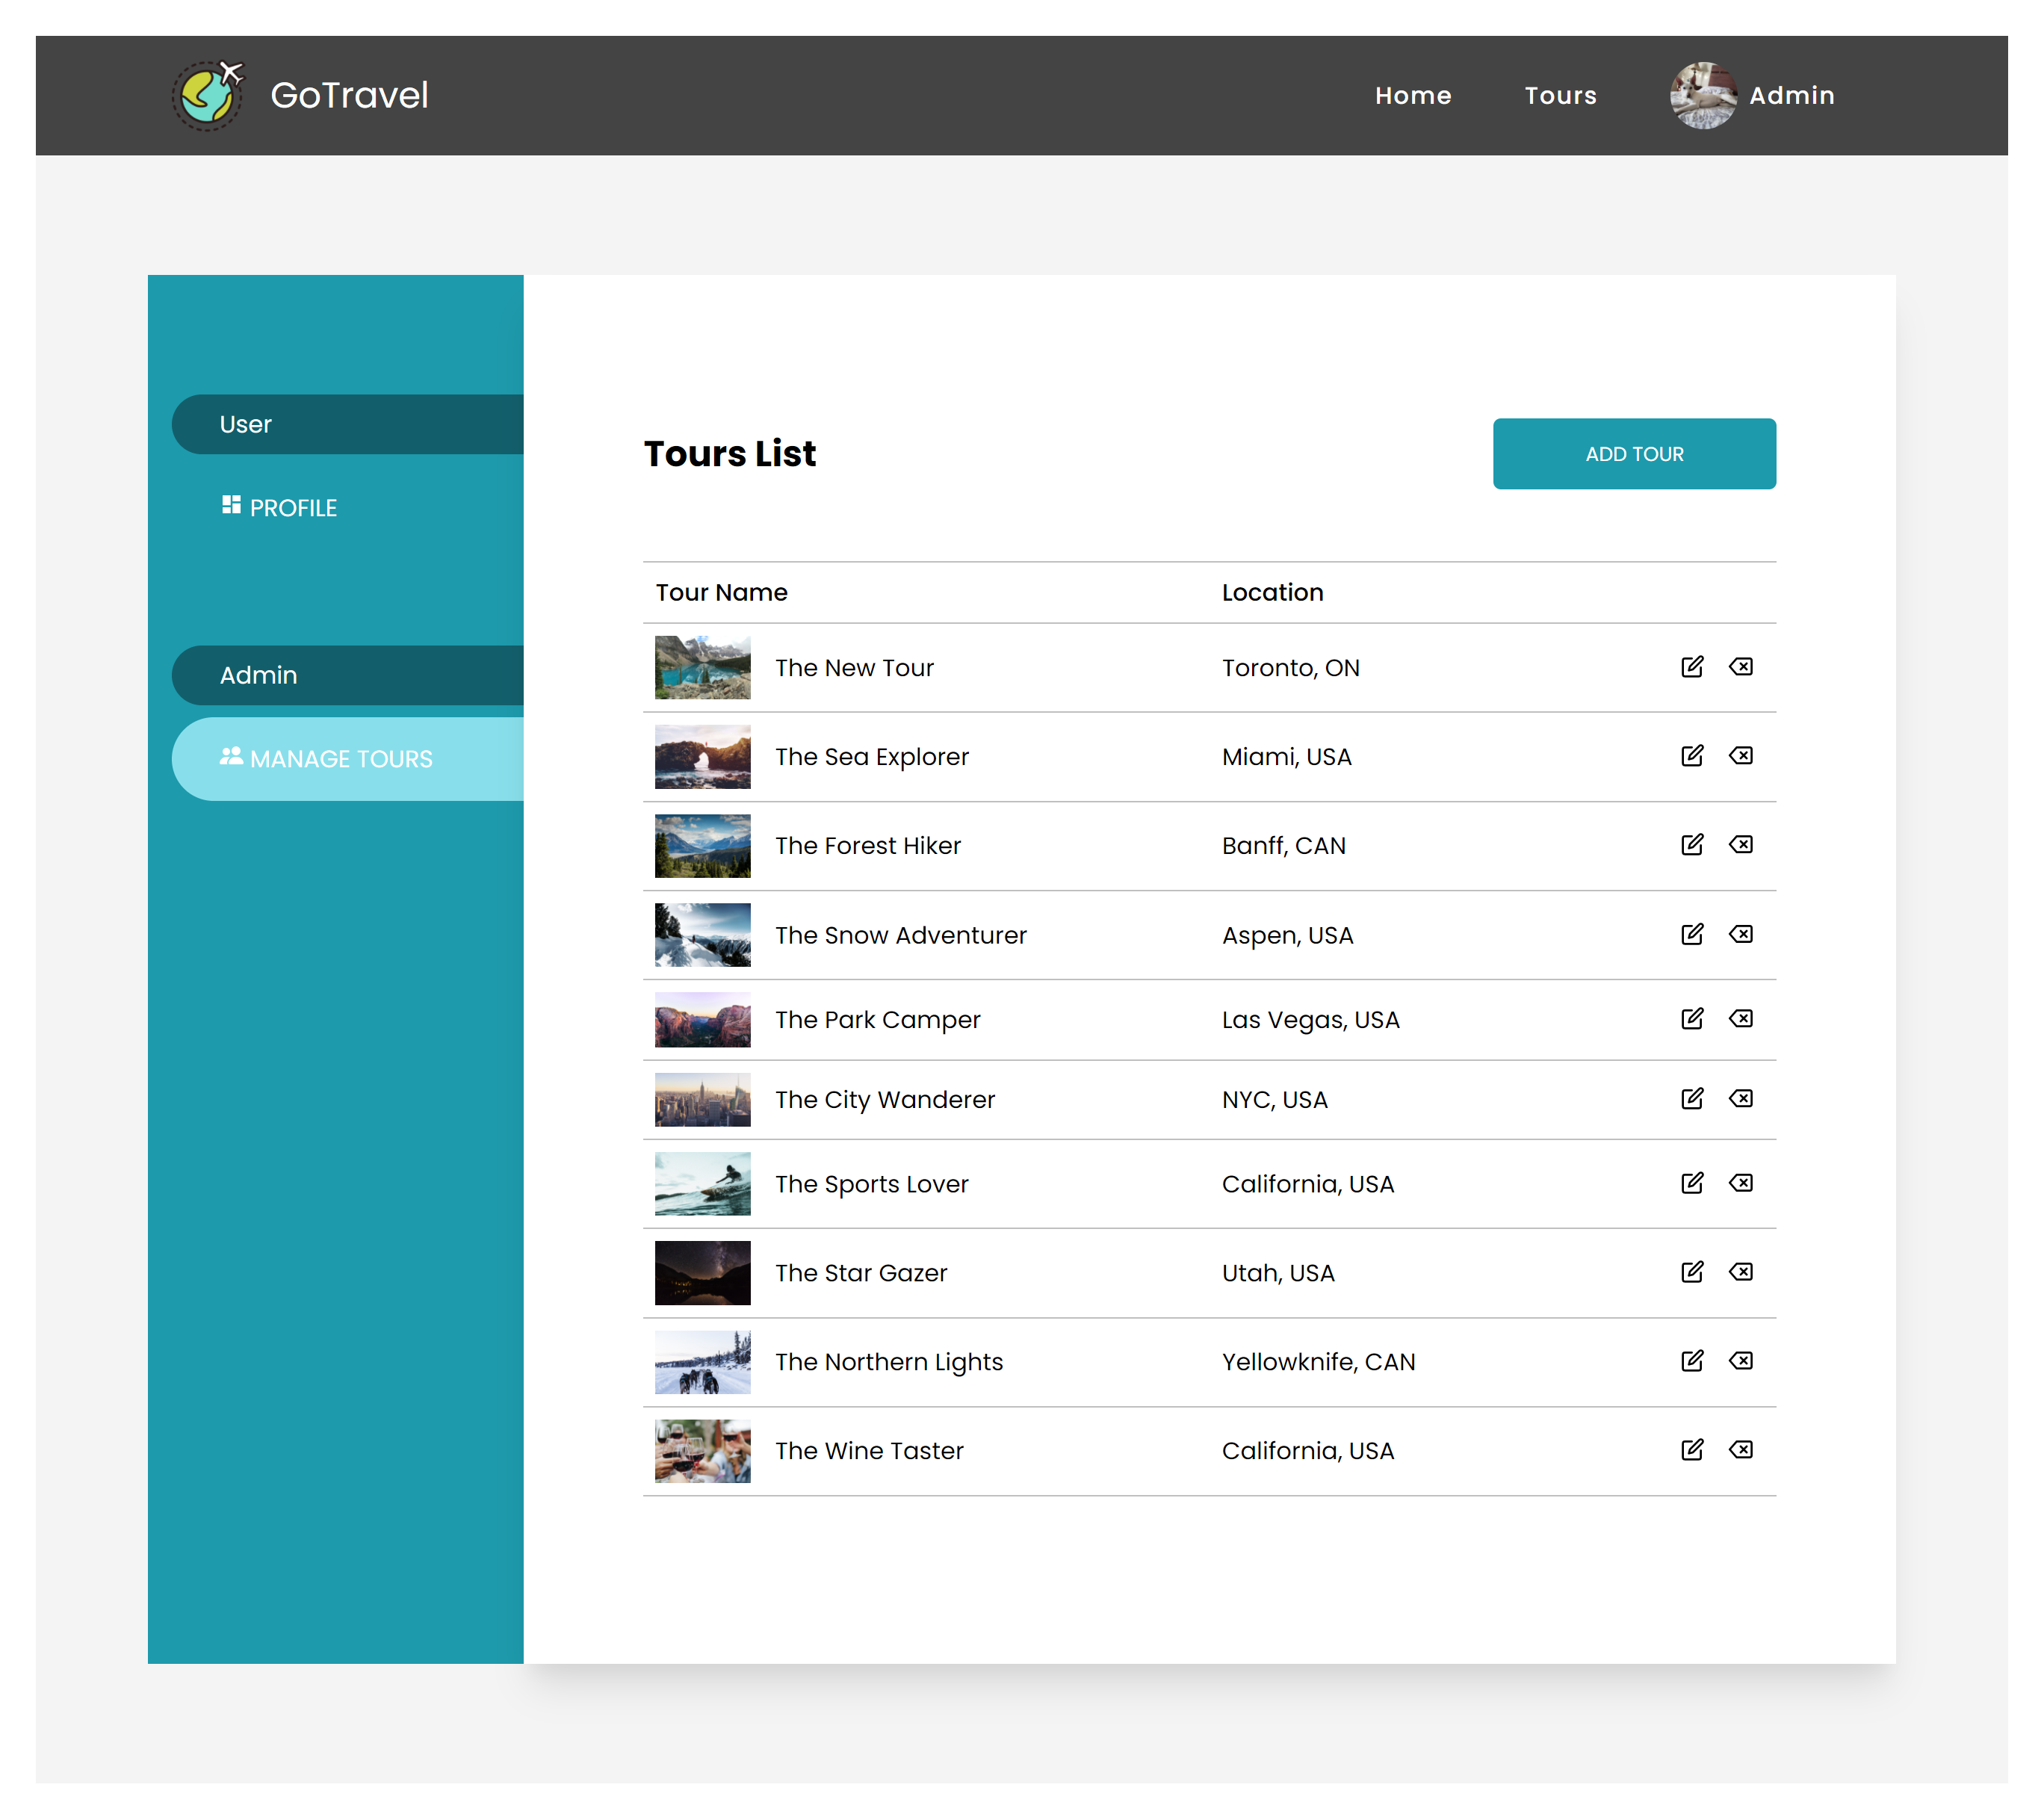 GoTravel
Home Tours Admin
User
PROFILE
Admin
MANAGE TOURS
Tours List
ADD TOUR
Tour Name Location
The New Tour Toronto, ON
The Sea Explorer Miami, USA
The Forest Hiker Banff, CAN
The Snow Adventurer Aspen, USA
The Park Camper Las Vegas, USA
The City Wanderer NYC, USA
The Sports Lover California, USA
The Star Gazer Utah, USA
The Northern Lights Yellowknife, CAN
The Wine Taster California, USA